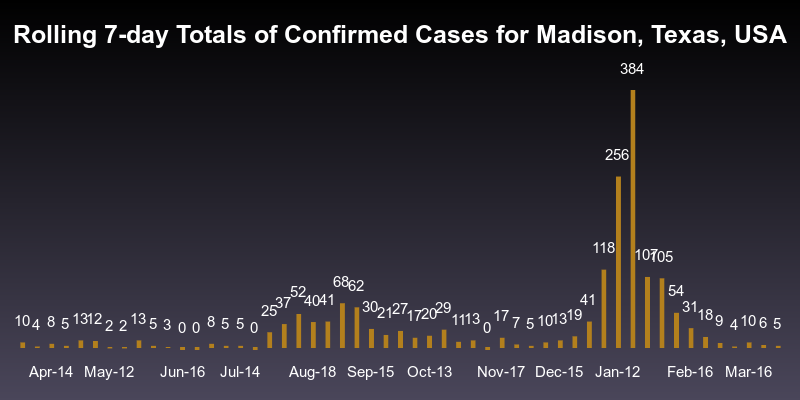 Rolling 7-day Totals of Confirmed Cases for Madison, Texas, USA
384
256
118 107 105
68 62
52 54
37 40 41 41
25 30 21 27 17 20 29 31
10 4 8 5 13 12 2 2 13 5 3 0 0 8 5 5 0 11 13 0 17 7 5 10 13 19 18 9 4 10 6 5
Apr-14 May-12 Jun-16 Jul-14 Aug-18 Sep-15 Oct-13 Nov-17 Dec-15 Jan-12 Feb-16 Mar-16